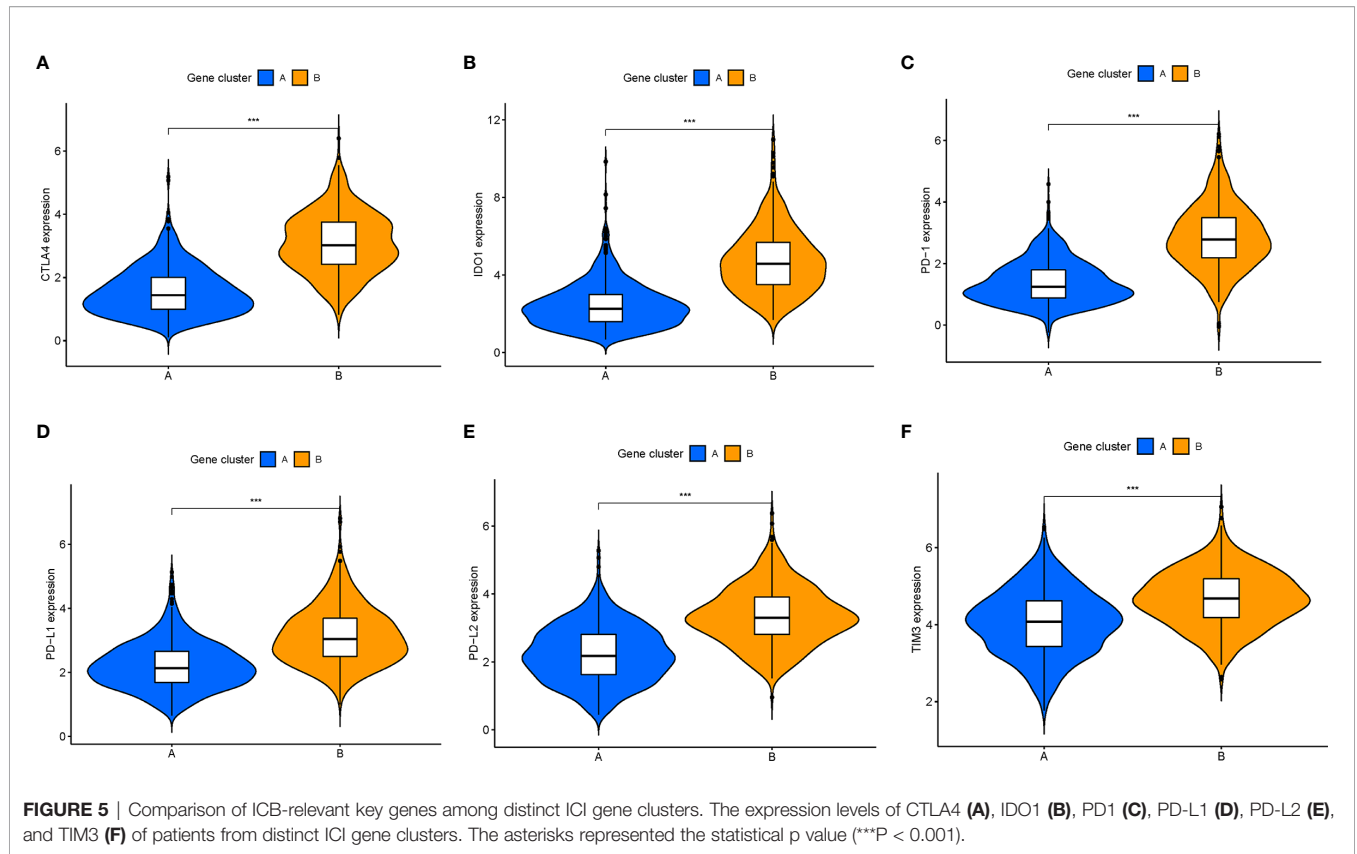 A
Gene cluster A B
CTLA4 expression
6
4
2
0
***
A B
B
Gene cluster A B
IDO1 expression
12
8
4
0
***
A B
C
Gene cluster A B
PD−1 expression
6
4
2
0
***
A B
D
Gene cluster A B
PD−L1 expression
6
4
2
0
***
A B
E
Gene cluster A B
PD−L2 expression
6
4
2
0
***
A B
F
Gene cluster A B
TIM3 expression
6
4
2
***
A B
FIGURE 5 | Comparison of ICB-relevant key genes among distinct ICI gene clusters. The expression levels of CTLA4 (A), IDO1 (B), PD1 (C), PD-L1 (D), PD-L2 (E),
and TIM3 (F) of patients from distinct ICI gene clusters. The asterisks represented the statistical p value (***P < 0.001).